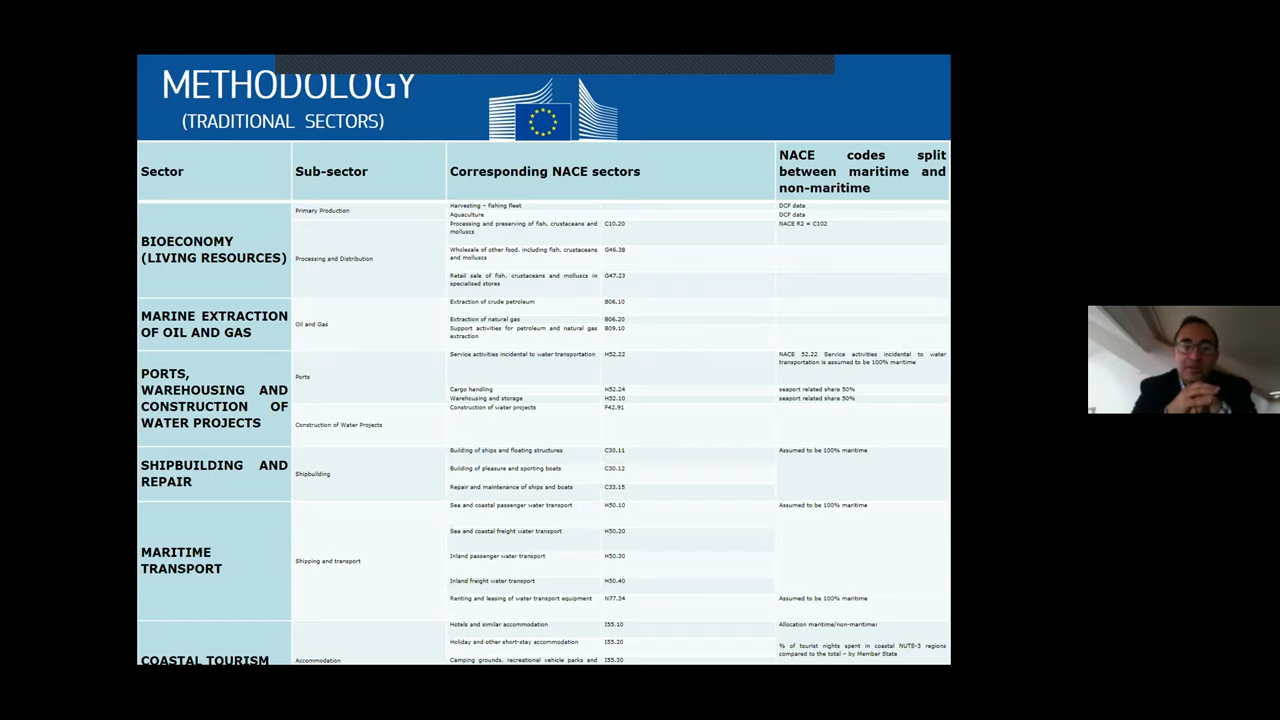 METHODOLOGY
(TRADITIONAL SECTORS)
Sector
Sub-sector
Corresponding NACE sectors
NACE codes split
between maritime and
non-maritime
BIOECONOMY
(LIVING RESOURCES)
Primary Production
Harvesting – fishing fleet
DCF data
Aquaculture
DCF data
Processing and Distribution
Processing and preserving of fish, crustaceans and
molluscs
C10.20
NACE R2 = C102
Wholesale of other food, including fish, crustaceans
and molluscs
G46.38
Retail sale of fish, crustaceans and molluscs in
specialised stores
G47.23
MARINE EXTRACTION
OF OIL AND GAS
Oil and Gas
Extraction of crude petroleum
B06.10
Extraction of natural gas
B06.20
Support activities for petroleum and natural gas
extraction
B09.10
PORTS,
WAREHOUSING AND
CONSTRUCTION OF
WATER PROJECTS
Ports
Service activities incidental to water transportation
H52.22
NACE 52.22 Service activities incidental to water
transportation is assumed to be 100% maritime
Cargo handling
H52.24
seaport related share 50%
Warehousing and storage
H52.10
seaport related share 50%
Construction of Water Projects
Construction of water projects
F42.91
SHIPBUILDING AND
REPAIR
Shipbuilding
Building of ships and floating structures
C30.11
Assumed to be 100% maritime
Building of pleasure and sporting boats
C30.12
Repair and maintenance of ships and boats
C33.15
MARITIME
TRANSPORT
Shipping and transport
Sea and coastal passenger water transport
H50.10
Assumed to be 100% maritime
Sea and coastal freight water transport
H50.20
Inland passenger water transport
H50.30
Inland freight water transport
H50.40
Renting and leasing of water transport equipment
N77.34
Assumed to be 100% maritime
COASTAL TOURISM
Accommodation
Hotels and similar accommodation
I55.10
Allocation maritime/non-maritime:
Holiday and other short-stay accommodation
I55.20
% of tourist nights spent in coastal NUTS-3 regions
compared to the total – by Member State
Camping grounds, recreational vehicle parks and
I55.30